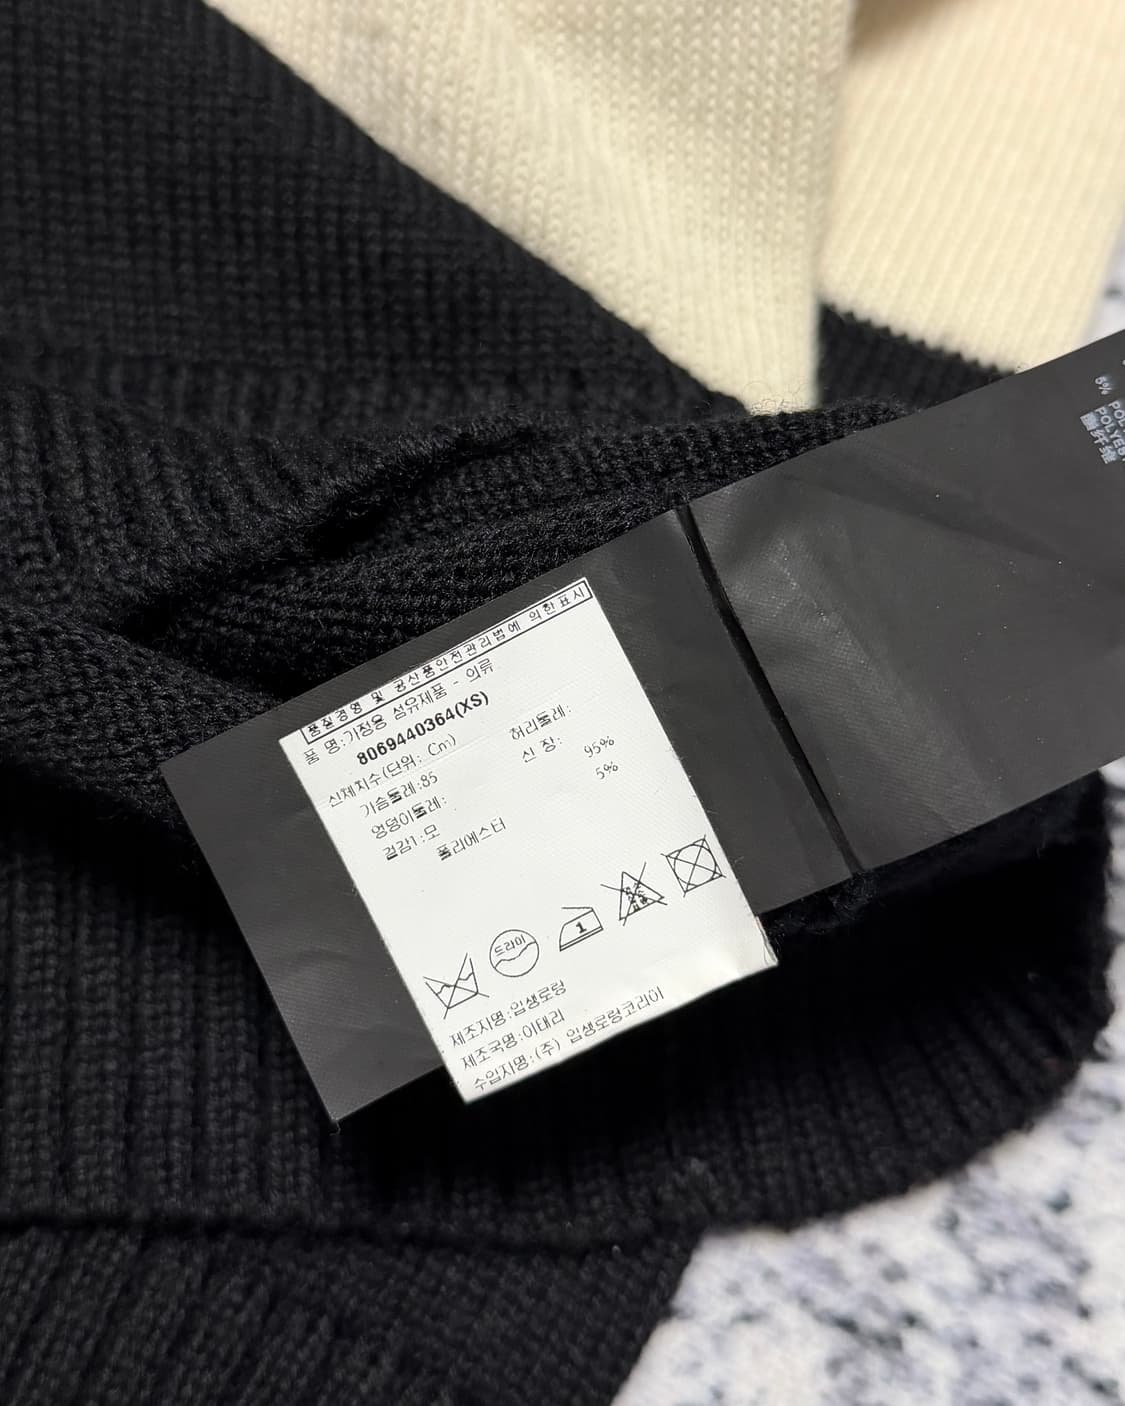 품질경영 및 공산품안전관리법에 의한표시
품 명:가정용 섬유제품 - 의류
8069440364(XS)
신체치수(단위: Cm)
가슴둘레:85 허리둘레:
엉덩이둘레: 신 장:
겉감1:모 95%
폴리에스터 5%
드라이
1
제조자명:입생로랑
제조국명:이태리
수입자명:(주) 입생로랑코리아
5%